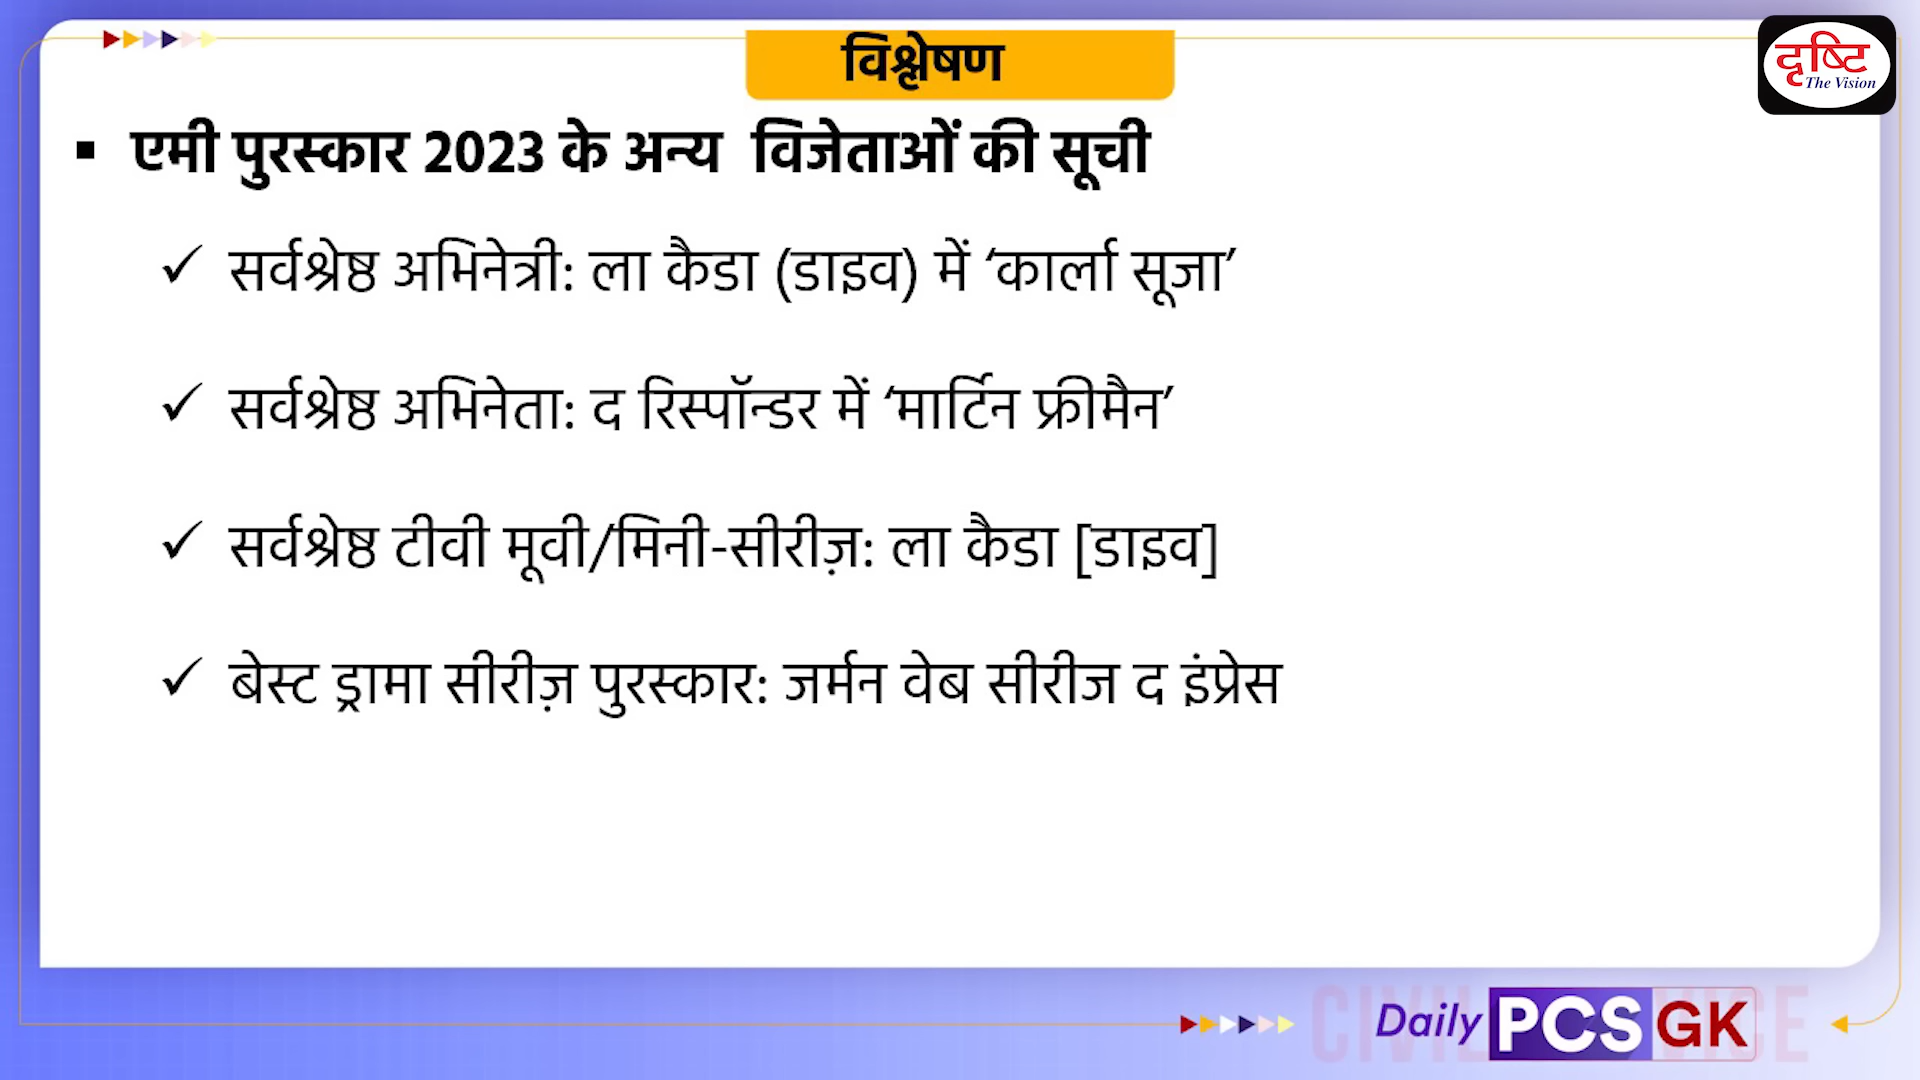 विश्लेषण
दृष्टि
The Vision
▪ एमी पुरस्कार 2023 के अन्य विजेताओं की सूची
✓ सर्वश्रेष्ठ अभिनेत्री: ला कैडा (डाइव) में ‘कार्ला सूजा’
✓ सर्वश्रेष्ठ अभिनेता: द रिस्पॉन्डर में ‘मार्टिन फ्रीमैन’
✓ सर्वश्रेष्ठ टीवी मूवी/मिनी-सीरीज़: ला कैडा [डाइव]
✓ बेस्ट ड्रामा सीरीज़ पुरस्कार: जर्मन वेब सीरीज द इंप्रेस
Daily PCS GK